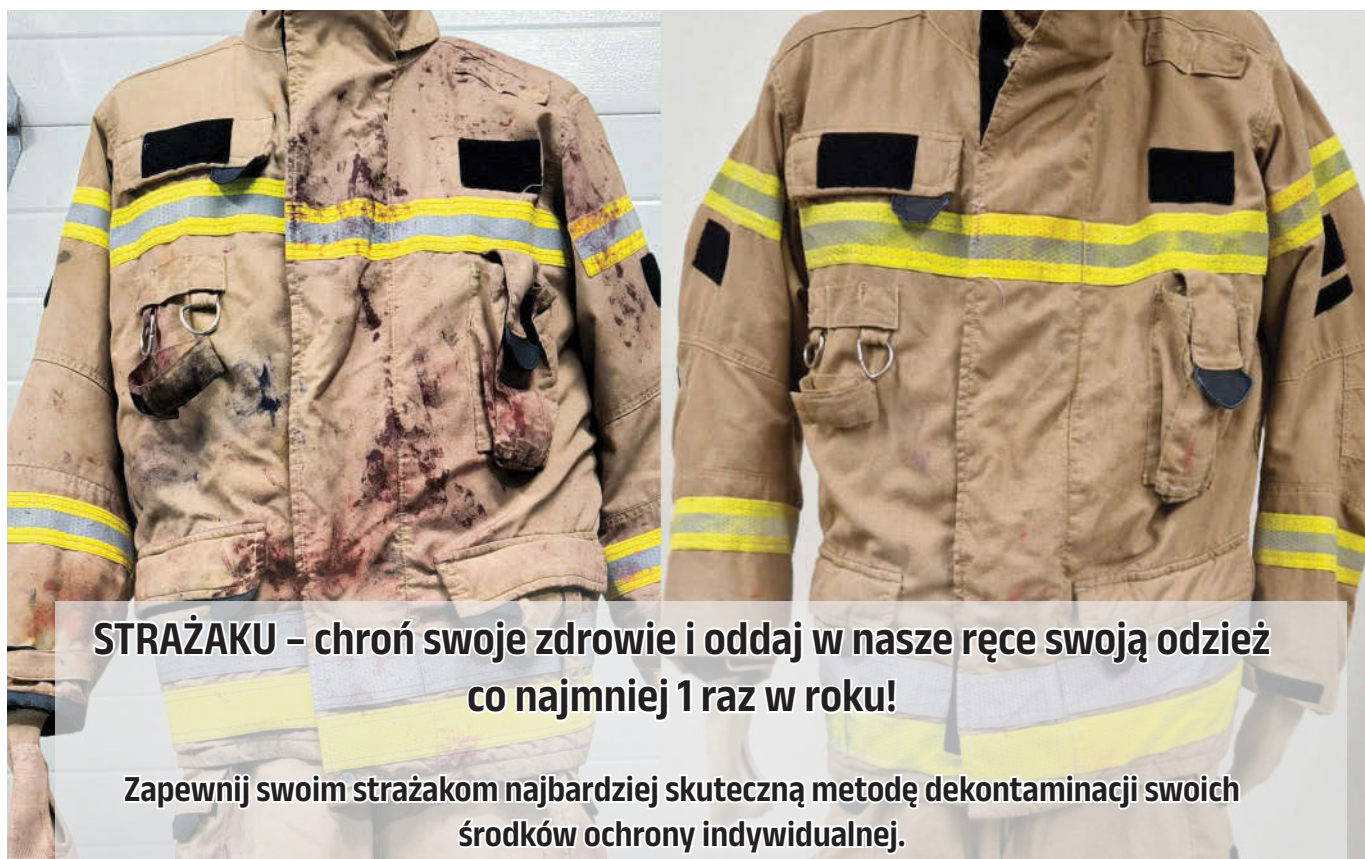 STRAŻAKU – chroń swoje zdrowie i oddaj w nasze ręce swoją odzież
co najmniej 1 raz w roku!
Zapewnij swoim strażakom najbardziej skuteczną metodę dekontaminacji swoich
środków ochrony indywidualnej.